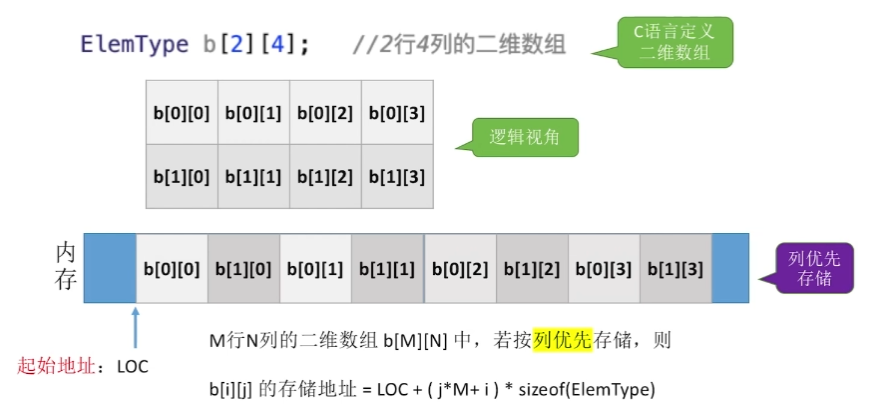 ElemType b[2][4]; //2行4列的二维数组
C语言定义
二维数组
b[0][0] b[0][1] b[0][2] b[0][3]
逻辑视角
b[1][0] b[1][1] b[1][2] b[1][3]
内存
b[0][0] b[1][0] b[0][1] b[1][1] b[0][2] b[1][2] b[0][3] b[1][3]
列优先
存储
起始地址：LOC
M行N列的二维数组 b[M][N] 中，若按列优先存储，则
b[i][j] 的存储地址 = LOC + ( j*M+ i ) * sizeof(ElemType)